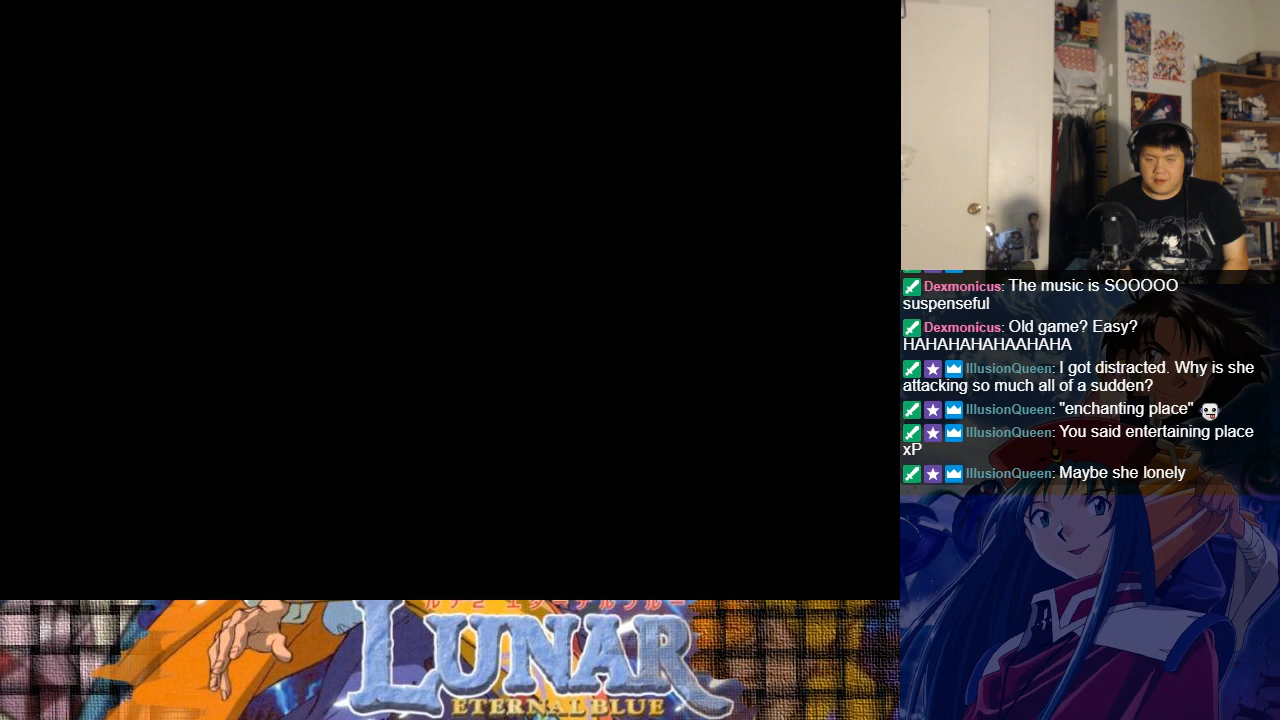 Dexmonicus: The music is SOOOOO
suspenseful
Dexmonicus: Old game? Easy?
HAHAHAHAHAAHAHA
IllusionQueen: I got distracted. Why is she
attacking so much all of a sudden?
IllusionQueen: "enchanting place"
IllusionQueen: You said entertaining place
xP
IllusionQueen: Maybe she lonely
LUNAR
ETERNAL BLUE